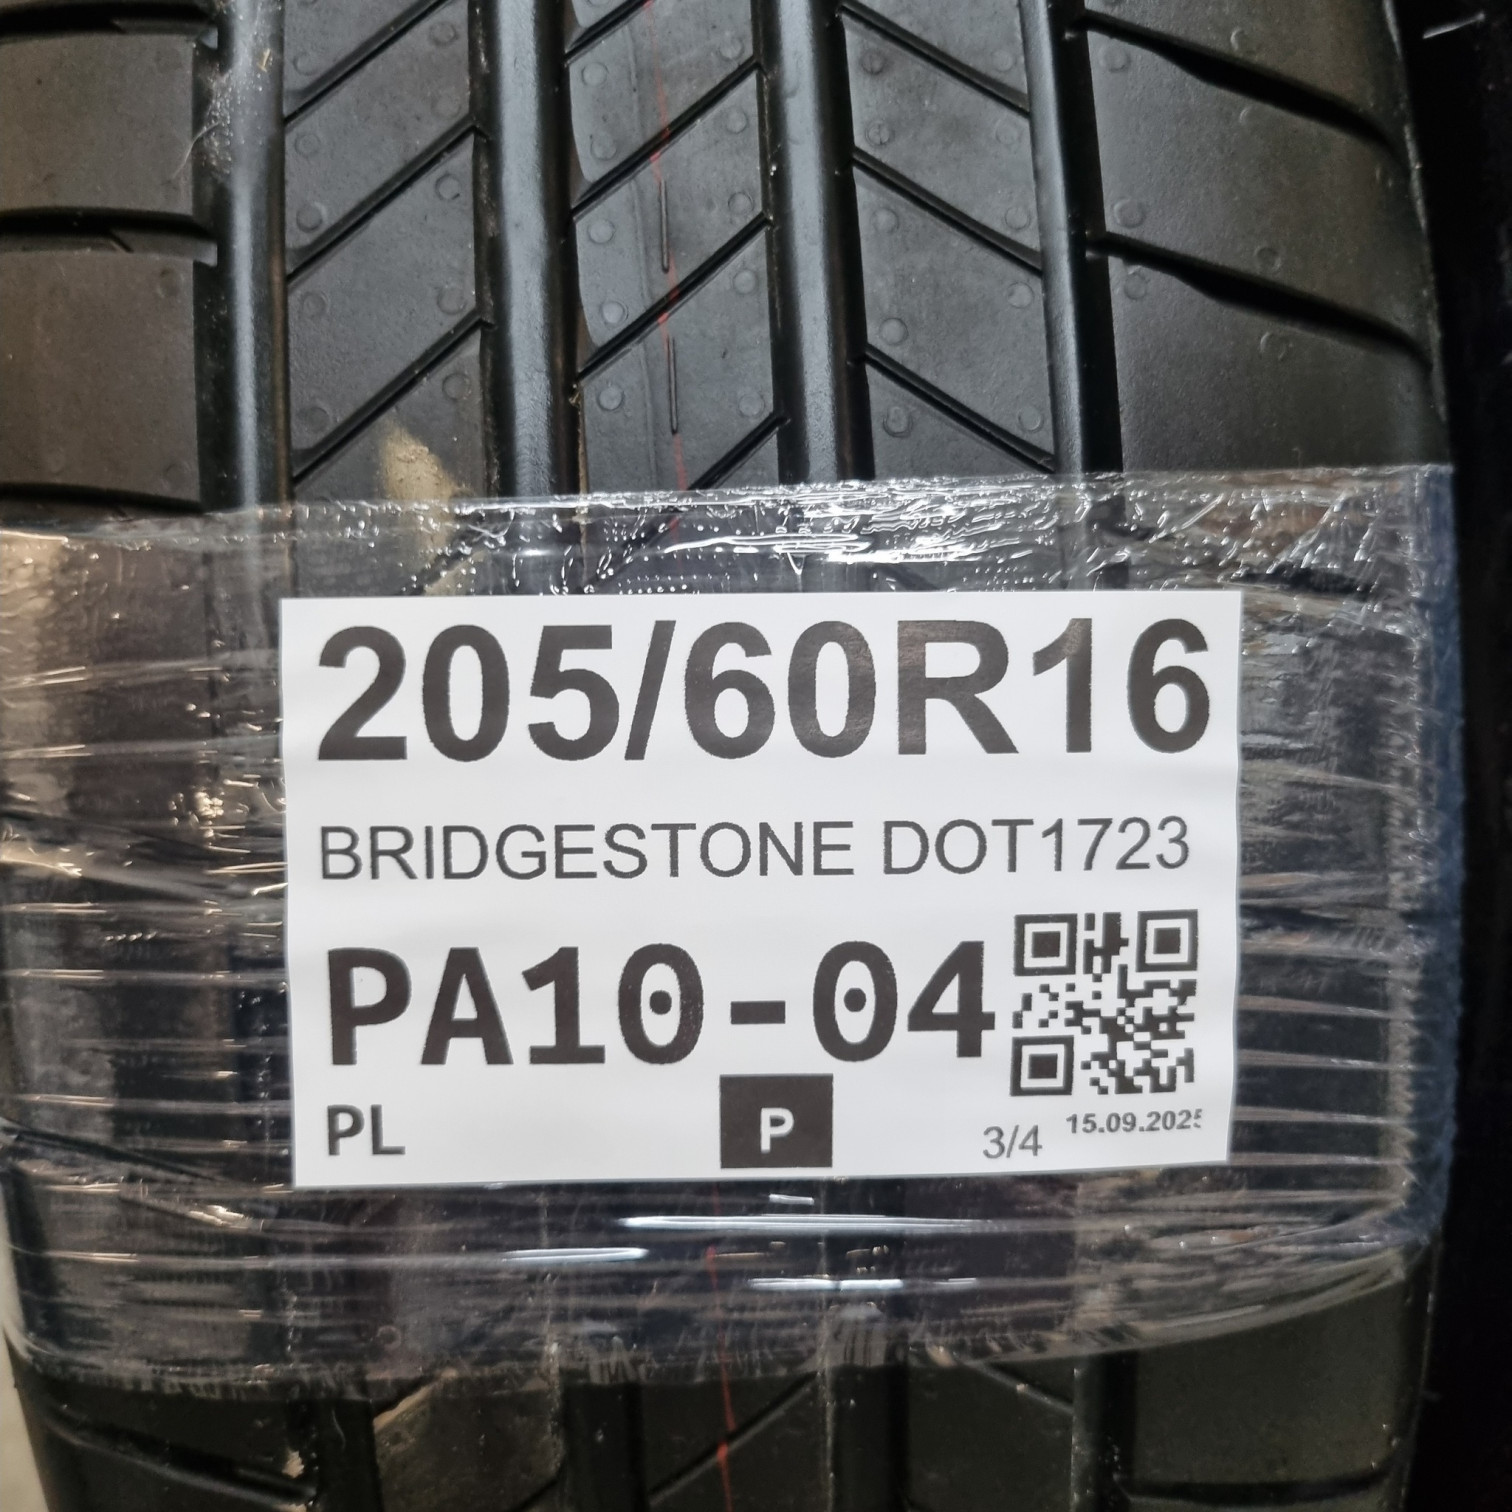 205/60R16
BRIDGESTONE DOT1723
PA10-04
PL
P
3/4
15.09.2025